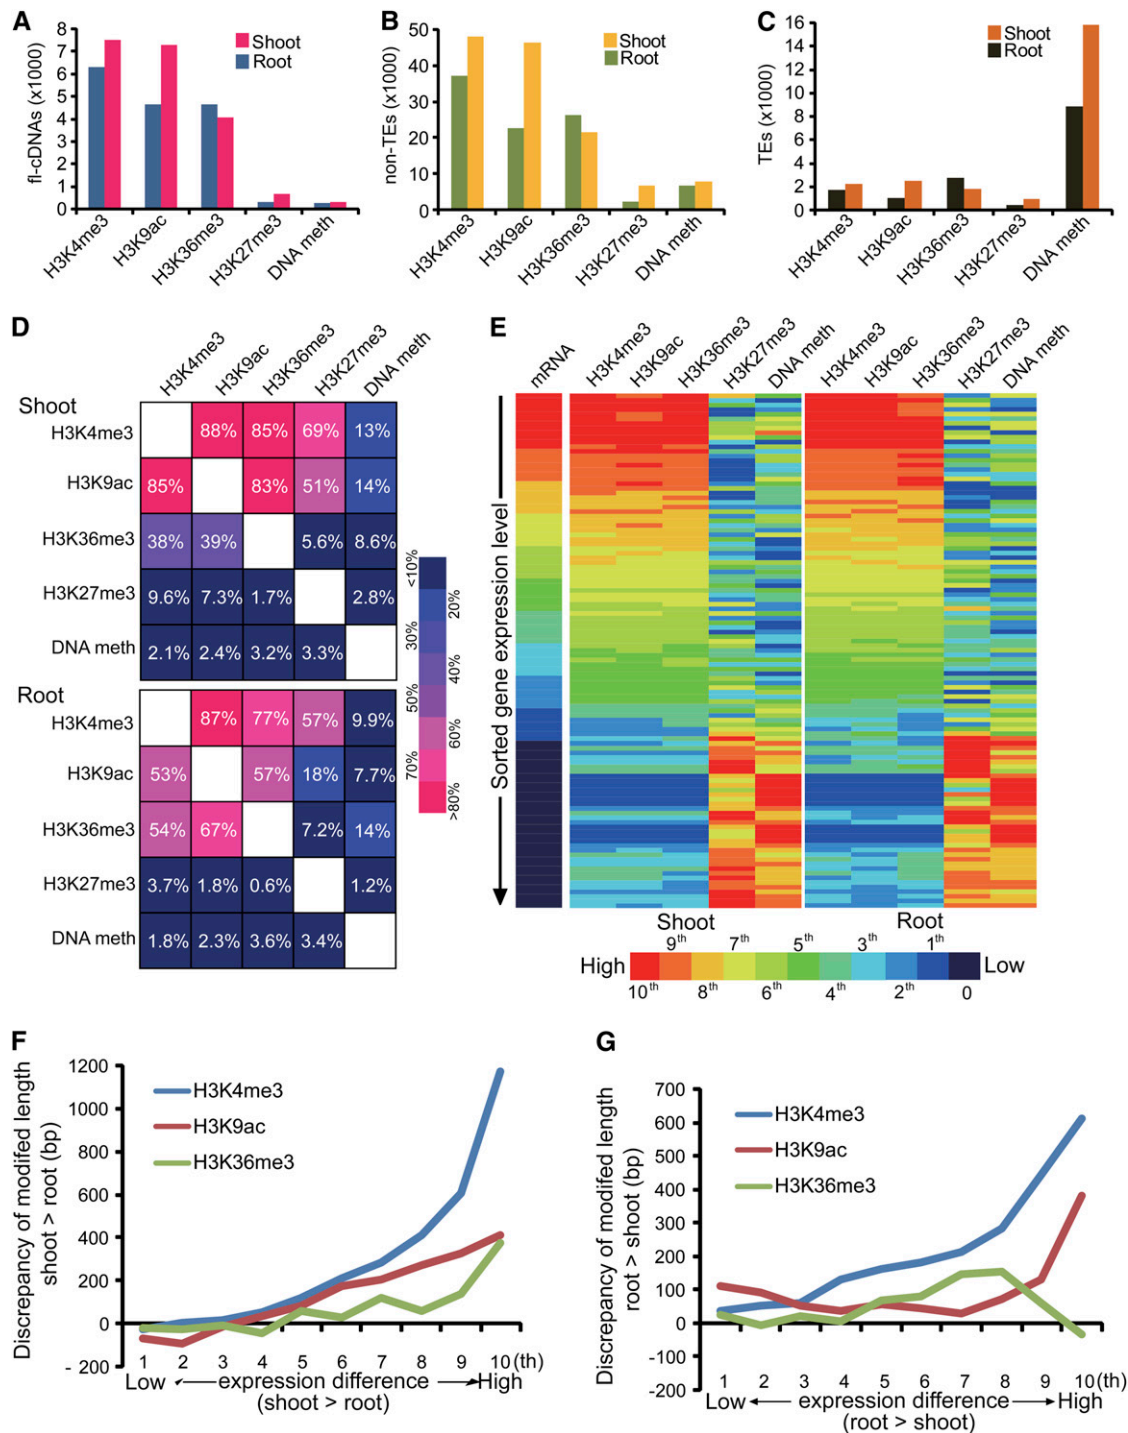 A
fl-cDNAs (x1000)
8
7
6
5
4
3
2
1
0
Shoot
Root
H3K4me3
H3K9ac
H3K36me3
H3K27me3
DNA meth
B
non-TEs (x1000)
50
40
30
20
10
0
Shoot
Root
H3K4me3
H3K9ac
H3K36me3
H3K27me3
DNA meth
C
TEs (x1000)
16
14
12
10
8
6
4
2
0
Shoot
Root
H3K4me3
H3K9ac
H3K36me3
H3K27me3
DNA meth
D
H3K4me3
H3K9ac
H3K36me3
H3K27me3
DNA meth
Shoot
H3K4me3 88% 85% 69% 13%
H3K9ac 85% 83% 51% 14%
H3K36me3 38% 39% 5.6% 8.6%
H3K27me3 9.6% 7.3% 1.7% 2.8%
DNA meth 2.1% 2.4% 3.2% 3.3%
Root
H3K4me3 87% 77% 57% 9.9%
H3K9ac 53% 57% 18% 7.7%
H3K36me3 54% 67% 7.2% 14%
H3K27me3 3.7% 1.8% 0.6% 1.2%
DNA meth 1.8% 2.3% 3.6% 3.4%
<10%
20%
30%
40%
50%
60%
70%
>80%
E
mRNA
H3K4me3
H3K9ac
H3K36me3
H3K27me3
DNA meth
H3K4me3
H3K9ac
H3K36me3
H3K27me3
DNA meth
Sorted gene expression level
Shoot Root
9th 7th 5th 3th 1th
High Low
10th 8th 6th 4th 2th 0
F
Discrepancy of modifed length
shoot > root (bp)
1200
1000
800
600
400
200
0
- 200
H3K4me3
H3K9ac
H3K36me3
1 2 3 4 5 6 7 8 9 10 (th)
Low expression difference High
(shoot > root)
G
Discrepancy of modifed length
root > shoot (bp)
700
600
500
400
300
200
100
0
-100
-200
H3K4me3
H3K9ac
H3K36me3
1 2 3 4 5 6 7 8 9 10 (th)
Low expression difference High
(root > shoot)